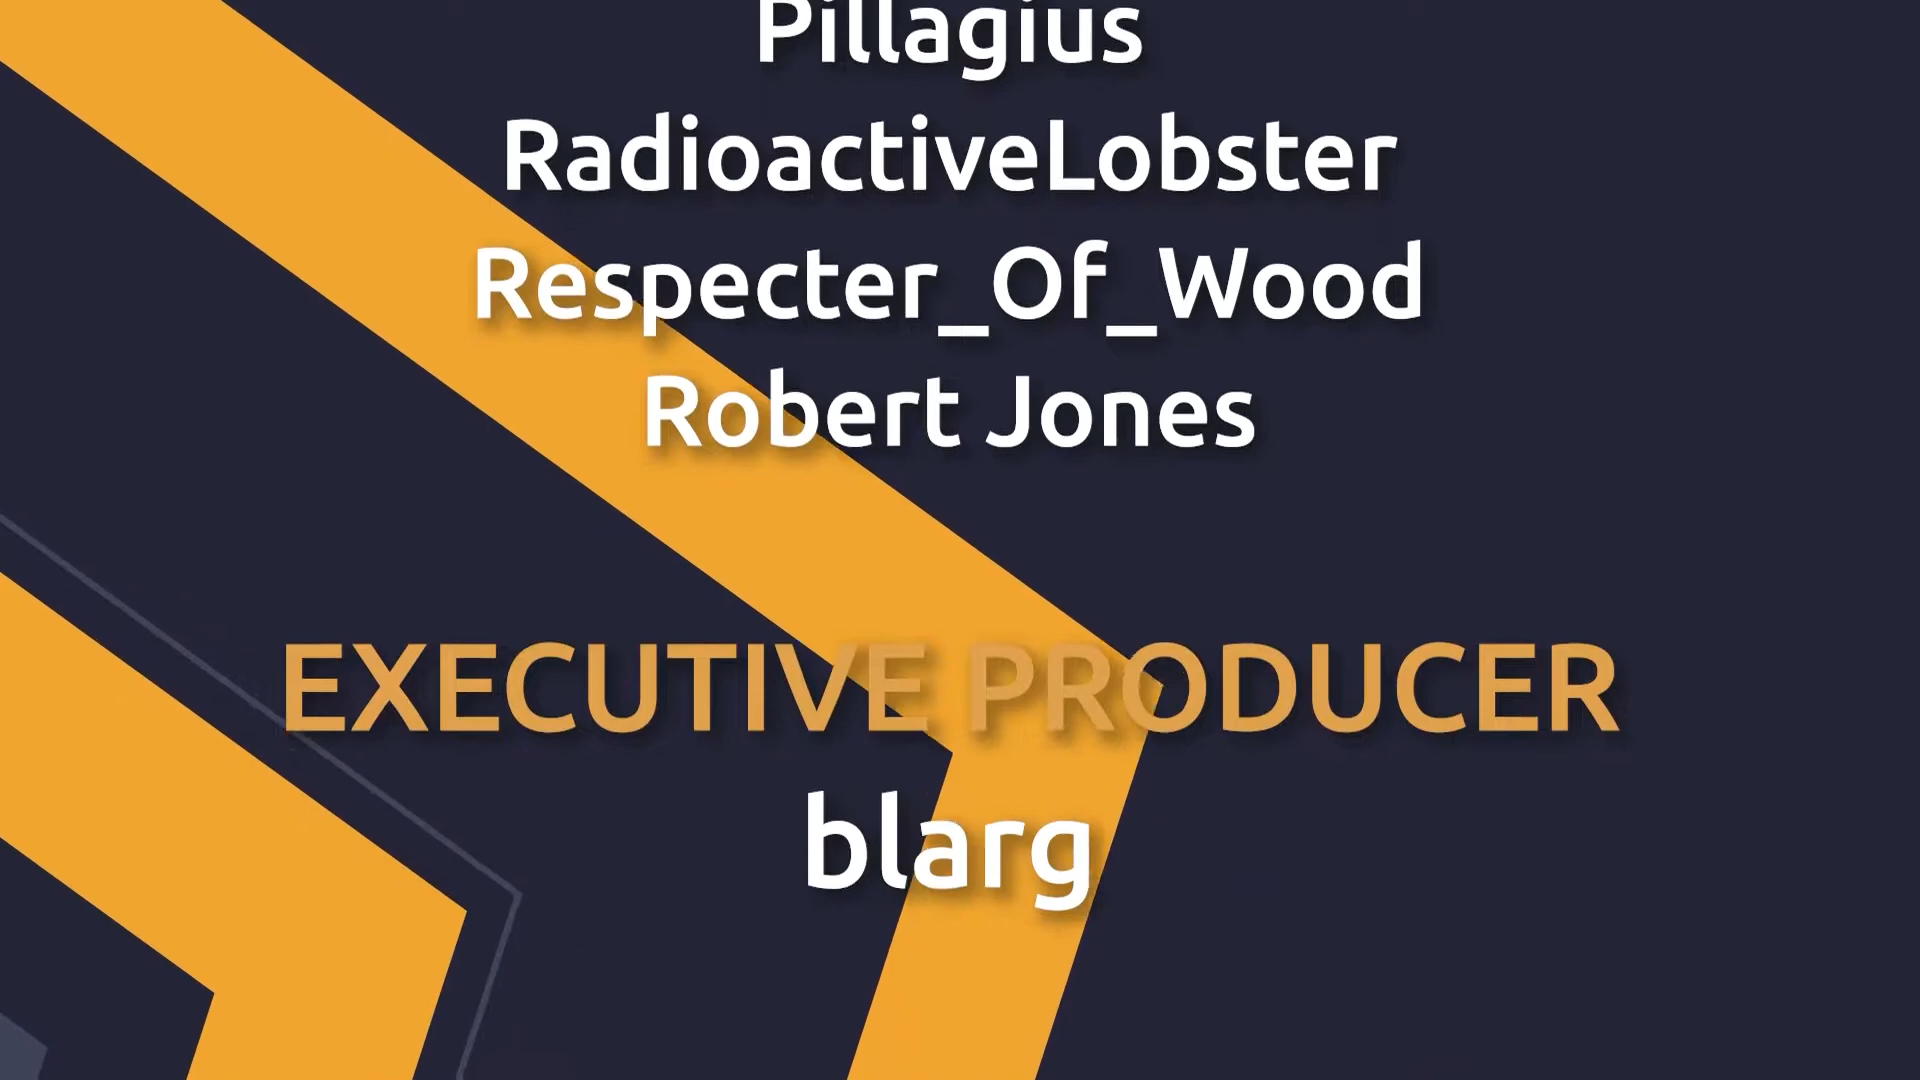 Pillagius
RadioactiveLobster
Respecter_Of_Wood
Robert Jones
EXECUTIVE PRODUCER
blarg